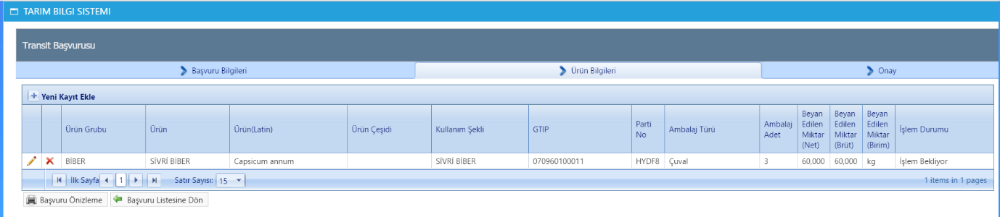 TARIM BILGI SISTEMI
Transit Başvurusu
Başvuru Bilgileri
Ürün Bilgileri
Onay
Yeni Kayıt Ekle
Ürün Grubu
Ürün
Ürün(Latin)
Ürün Çeşidi
Kullanım Şekli
GTIP
Parti
No
Ambalaj Türü
Ambalaj
Adet
Beyan
Edilen
Miktar
(Net)
Beyan
Edilen
Miktar
(Brüt)
Beyan
Edilen
Miktar
(Birim)
İşlem Durumu
BİBER SİVRİ BİBER Capsicum annum SİVRİ BİBER 070960100011 HYDF8 Çuval 3 60,000 60,000 kg İşlem Bekliyor
İlk Sayfa 1 Satır Sayısı: 15 1 items in 1 pages
Başvuru Önizleme Başvuru Listesine Dön